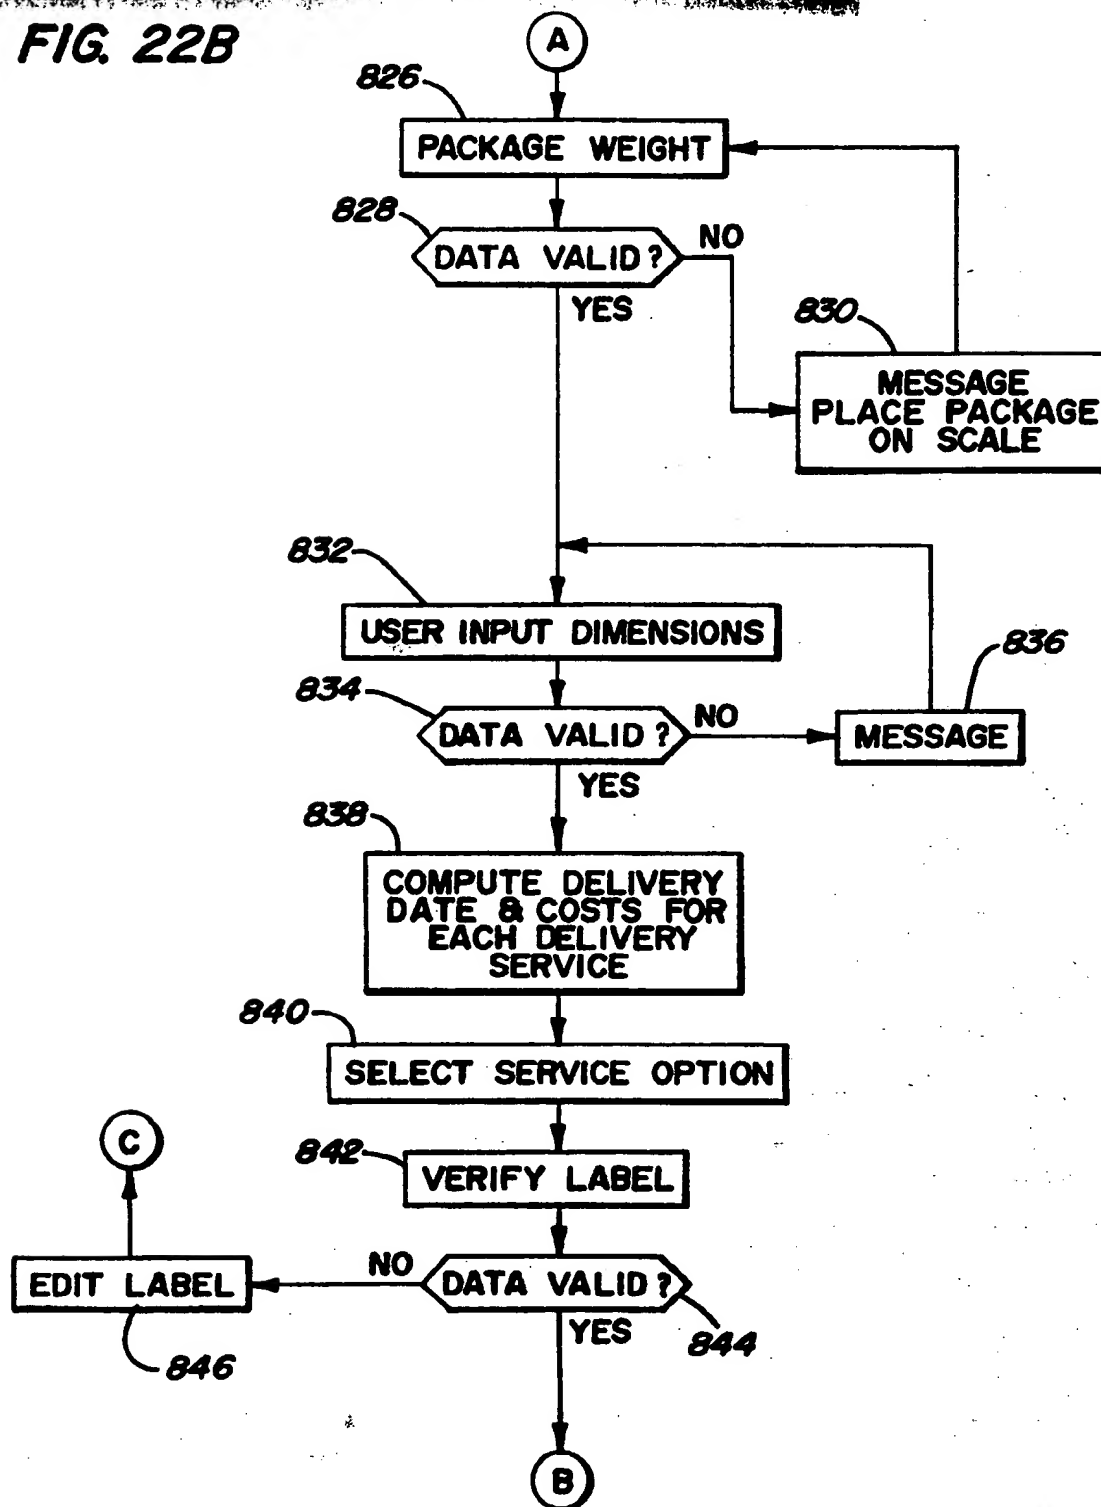 FIG. 22B
A
826
PACKAGE WEIGHT
828
DATA VALID?
NO
YES
830
MESSAGE
PLACE PACKAGE
ON SCALE
832
USER INPUT DIMENSIONS
834
DATA VALID?
NO
836
MESSAGE
YES
838
COMPUTE DELIVERY
DATE & COSTS FOR
EACH DELIVERY
SERVICE
840
SELECT SERVICE OPTION
C
842
VERIFY LABEL
EDIT LABEL
NO
DATA VALID?
YES
844
846
B